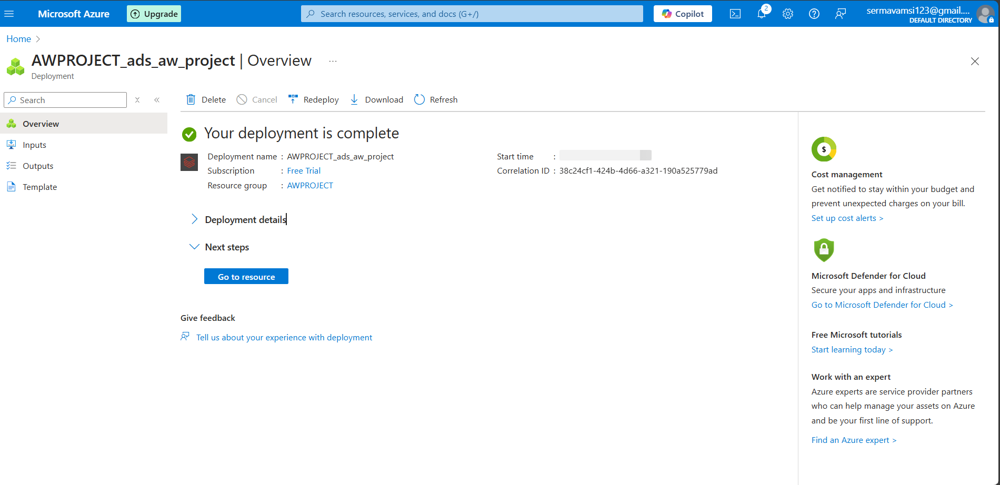 Microsoft Azure
Upgrade
Search resources, services, and docs (G+/)
Copilot
2
sermavamsi123@gmail....
DEFAULT DIRECTORY
Home
AWPROJECT_ads_aw_project | Overview ...
Deployment
Search
Overview
Inputs
Outputs
Template
Delete
Cancel
Redeploy
Download
Refresh
Your deployment is complete
Deployment name : AWPROJECT_ads_aw_project
Subscription : Free Trial
Resource group : AWPROJECT
Start time :
Correlation ID : 38c24cf1-424b-4d66-a321-190a525779ad
Deployment details
Next steps
Go to resource
Give feedback
Tell us about your experience with deployment
$
Cost management
Get notified to stay within your budget and
prevent unexpected charges on your bill.
Set up cost alerts >
Microsoft Defender for Cloud
Secure your apps and infrastructure
Go to Microsoft Defender for Cloud >
Free Microsoft tutorials
Start learning today >
Work with an expert
Azure experts are service provider partners
who can help manage your assets on Azure
and be your first line of support.
Find an Azure expert >